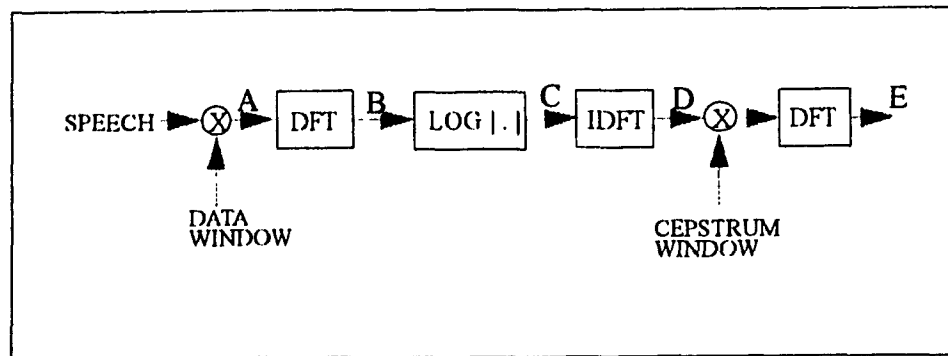 A B C D E
SPEECH X DFT LOG |.| IDFT X DFT
DATA
WINDOW
CEPSTRUM
WINDOW